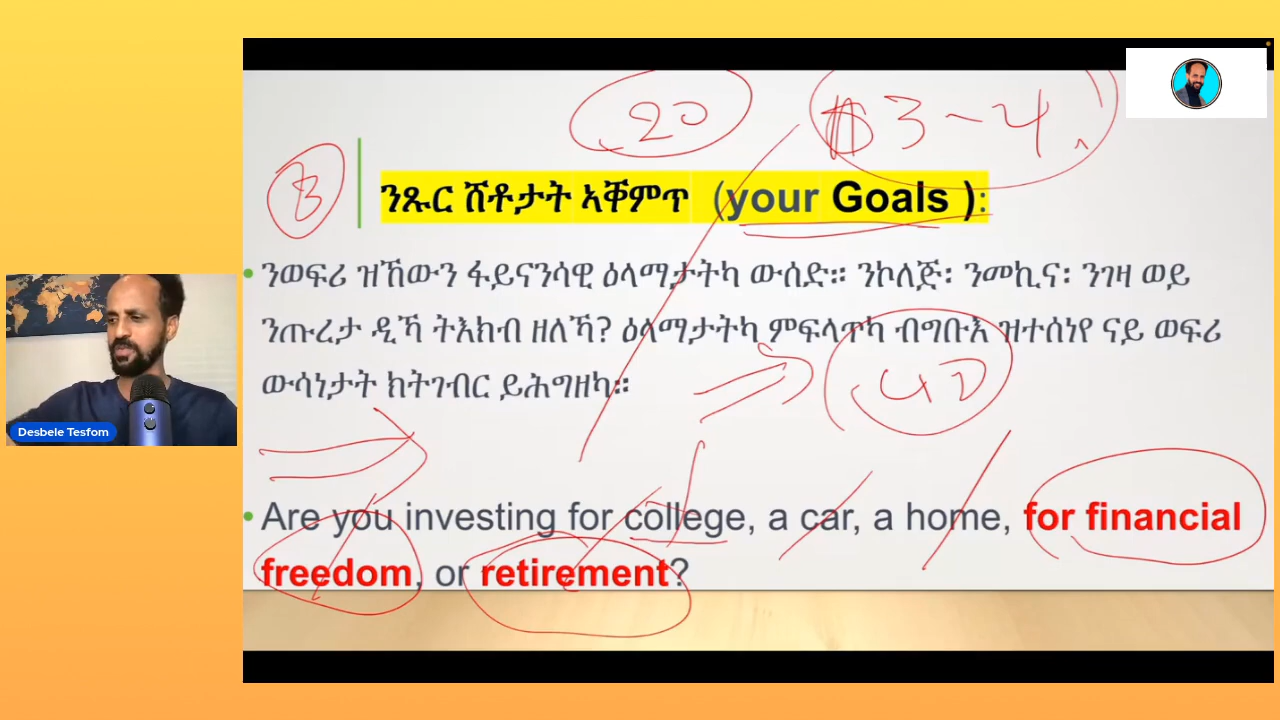 20
$3~4
B
ንጹር ሸቶታት ኣቐምጥ (your Goals ):
ንወፍሪ ዝኸውን ፋይናንሳዊ ዕላማታትካ ውሰድ። ንኮለጅ፡ ንመኪና፡ ንገዛ ወይ
ንጡረታ ዲኻ ትእክብ ዘለኻ? ዕላማታትካ ምፍላጥካ ብግቡእ ዝተሰነየ ናይ ወፍሪ
ውሳነታት ክትገብር ይሕግዘካ።
40
Are you investing for college, a car, a home, for financial
freedom, or retirement?
Desbele Tesfom